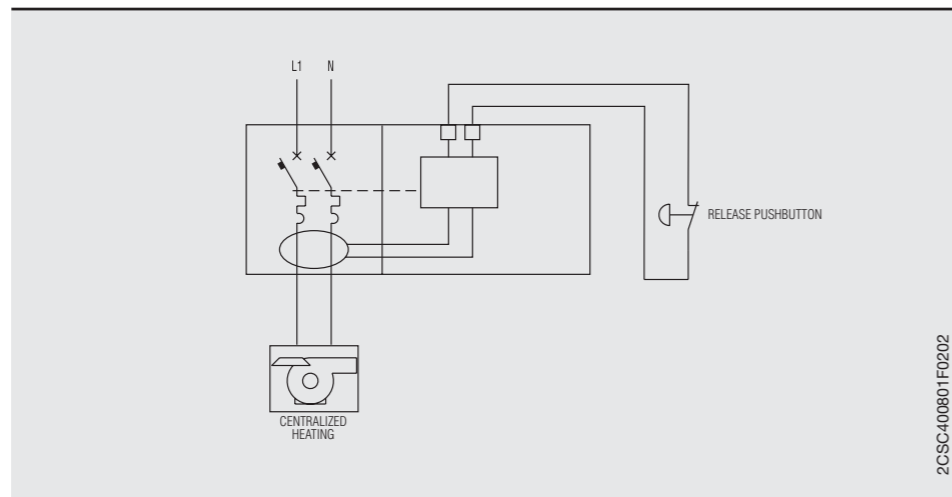 L1 N
RELEASE PUSHBUTTON
CENTRALIZED
HEATING
2CSC400801F0202